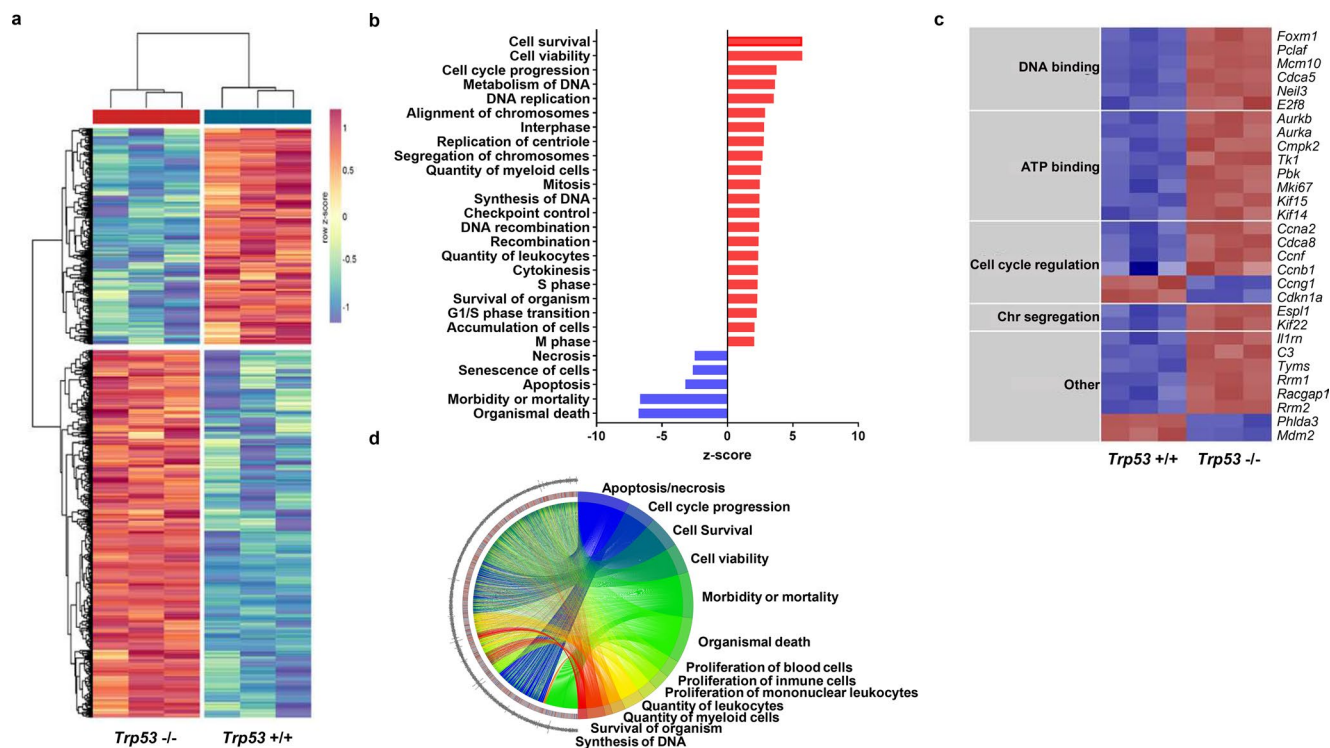 a
1
0.5
0
-0.5
-1
row z-score
Trp53 -/-
Trp53 +/+
b
Cell survival
Cell viability
Cell cycle progression
Metabolism of DNA
DNA replication
Alignment of chromosomes
Interphase
Replication of centriole
Segregation of chromosomes
Quantity of myeloid cells
Mitosis
Synthesis of DNA
Checkpoint control
DNA recombination
Recombination
Quantity of leukocytes
Cytokinesis
S phase
Survival of organism
G1/S phase transition
Accumulation of cells
M phase
Necrosis
Senescence of cells
Apoptosis
Morbidity or mortality
Organismal death
-10
-5
0
5
10
z-score
c
DNA binding
ATP binding
Cell cycle regulation
Chr segregation
Other
Foxm1
Pclaf
Mcm10
Cdca5
Neil3
E2f8
Aurkb
Aurka
Cmpk2
Tk1
Pbk
Mki67
Kif15
Kif14
Ccna2
Cdca8
Ccnf
Ccnb1
Ccng1
Cdkn1a
Espl1
Kif22
Il1rn
C3
Tyms
Rrm1
Racgap1
Rrm2
Phlda3
Mdm2
Trp53 +/+
Trp53 -/-
d
Apoptosis/necrosis
Cell cycle progression
Cell Survival
Cell viability
Morbidity or mortality
Organismal death
Proliferation of blood cells
Proliferation of inmune cells
Proliferation of mononuclear leukocytes
Quantity of leukocytes
Quantity of myeloid cells
Survival of organism
Synthesis of DNA